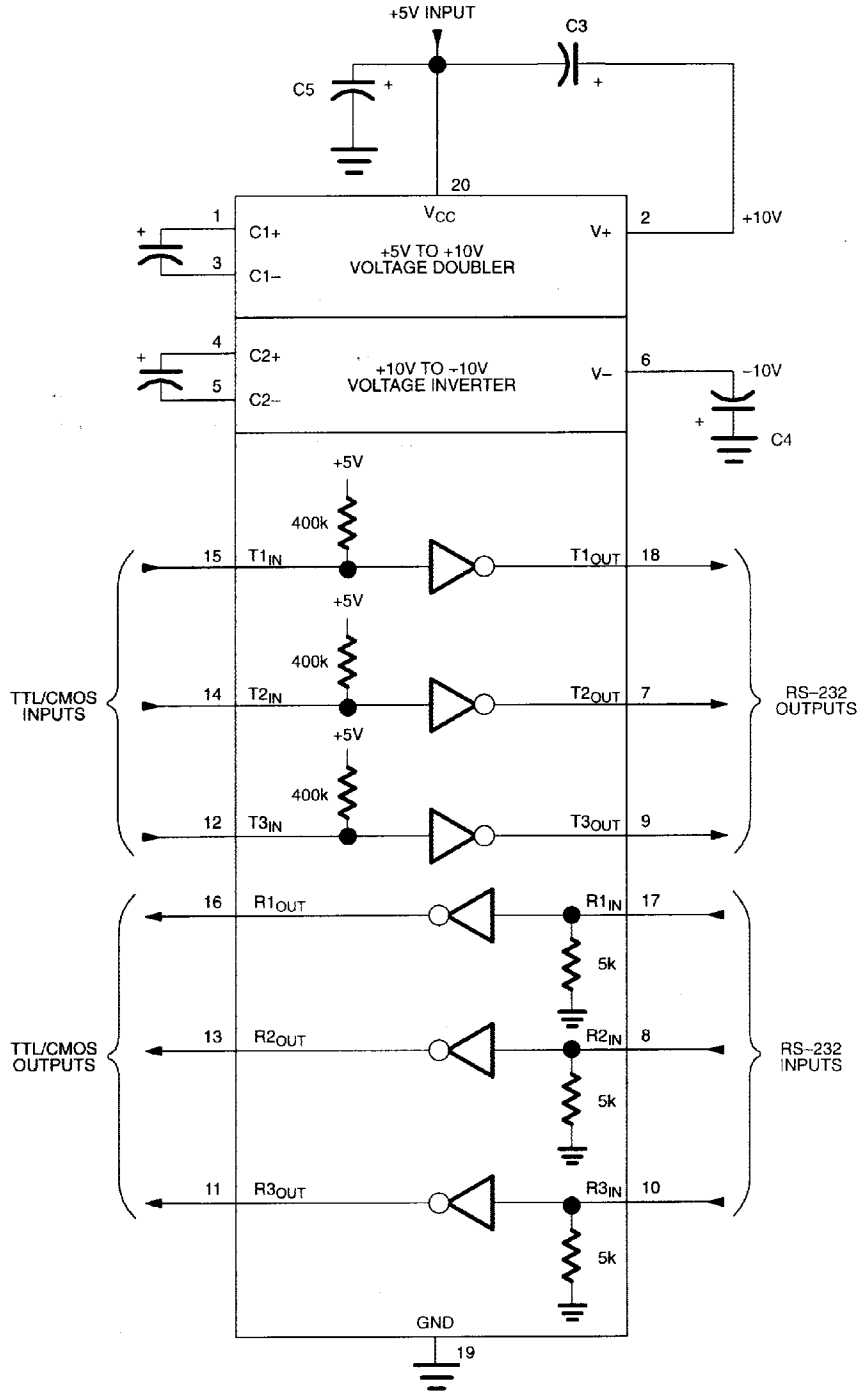 +5V INPUT
C3
C5
+
+
20
VCC
1
C1+
+
3
C1–
+5V TO +10V
VOLTAGE DOUBLER
V+
2
+10V
4
C2+
+
5
C2–
+10V TO –10V
VOLTAGE INVERTER
V–
6
–10V
+
C4
+5V
400k
15
T1IN
T1OUT
18
+5V
400k
14
T2IN
T2OUT
7
TTL/CMOS
INPUTS
RS–232
OUTPUTS
+5V
400k
12
T3IN
T3OUT
9
16
R1OUT
R1IN
17
5k
13
R2OUT
R2IN
8
TTL/CMOS
OUTPUTS
RS–232
INPUTS
5k
11
R3OUT
R3IN
10
5k
GND
19